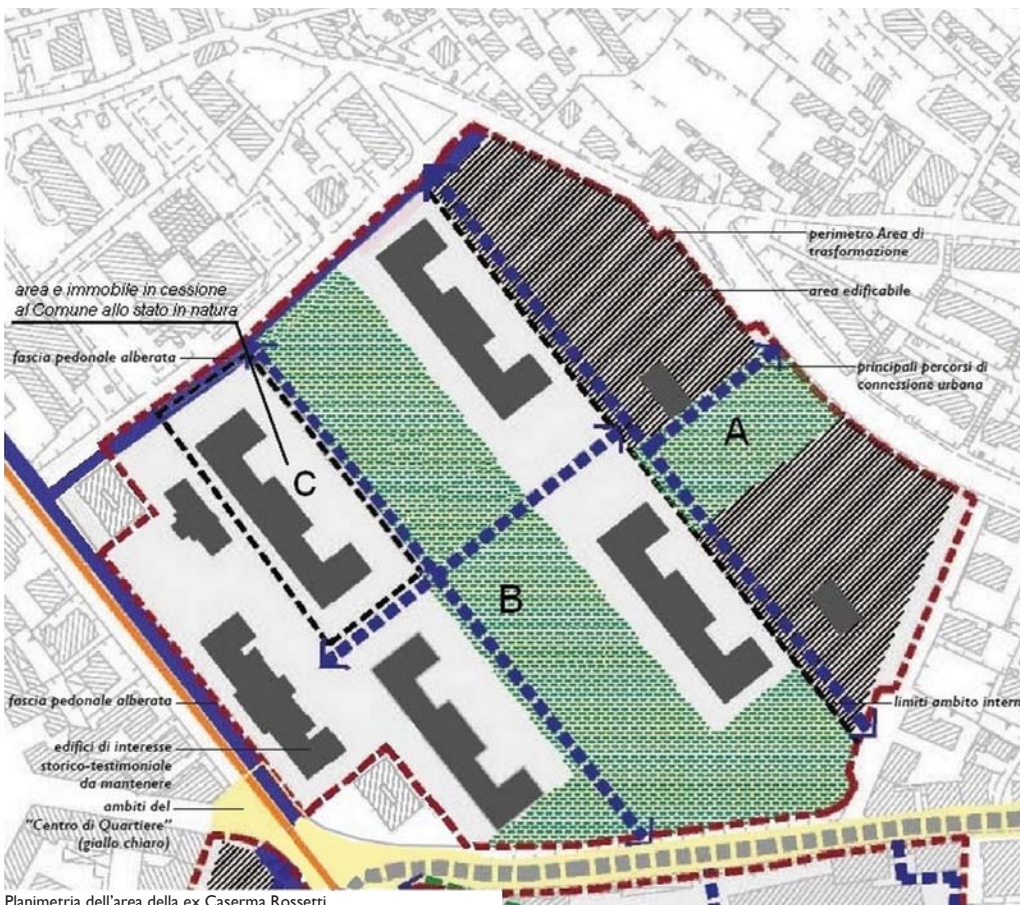 perimetro Area di
trasformazione
area e immobile in cessione
al Comune allo stato in natura
area edificabile
fascia pedonale alberata
principali percorsi di
connessione urbana
A
C
B
fascia pedonale alberata
limiti ambito intern
edifici di interesse
storico-testimoniale
da mantenere
ambiti del
"Centro di Quartiere"
(giallo chiaro)
Planimetria dell'area della ex Caserma Rossetti